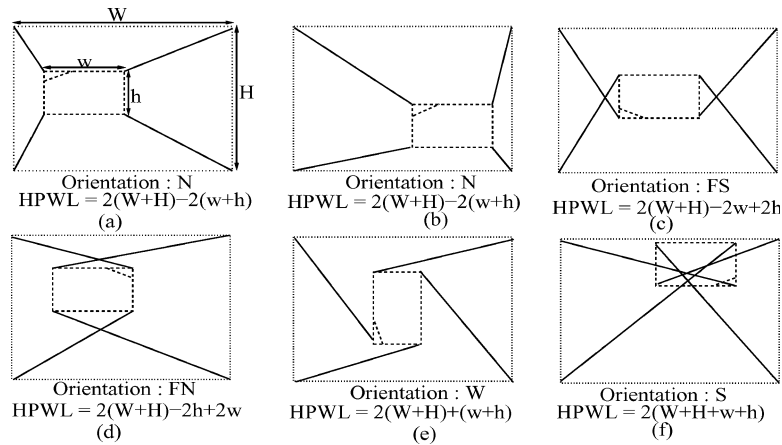 W
w
h
H
Orientation : N
HPWL = 2(W+H)−2(w+h)
(a)
Orientation : N
HPWL = 2(W+H)−2(w+h)
(b)
Orientation : FS
HPWL = 2(W+H)−2w+2h
(c)
Orientation : FN
HPWL = 2(W+H)−2h+2w
(d)
Orientation : W
HPWL = 2(W+H)+(w+h)
(e)
Orientation : S
HPWL = 2(W+H+w+h)
(f)